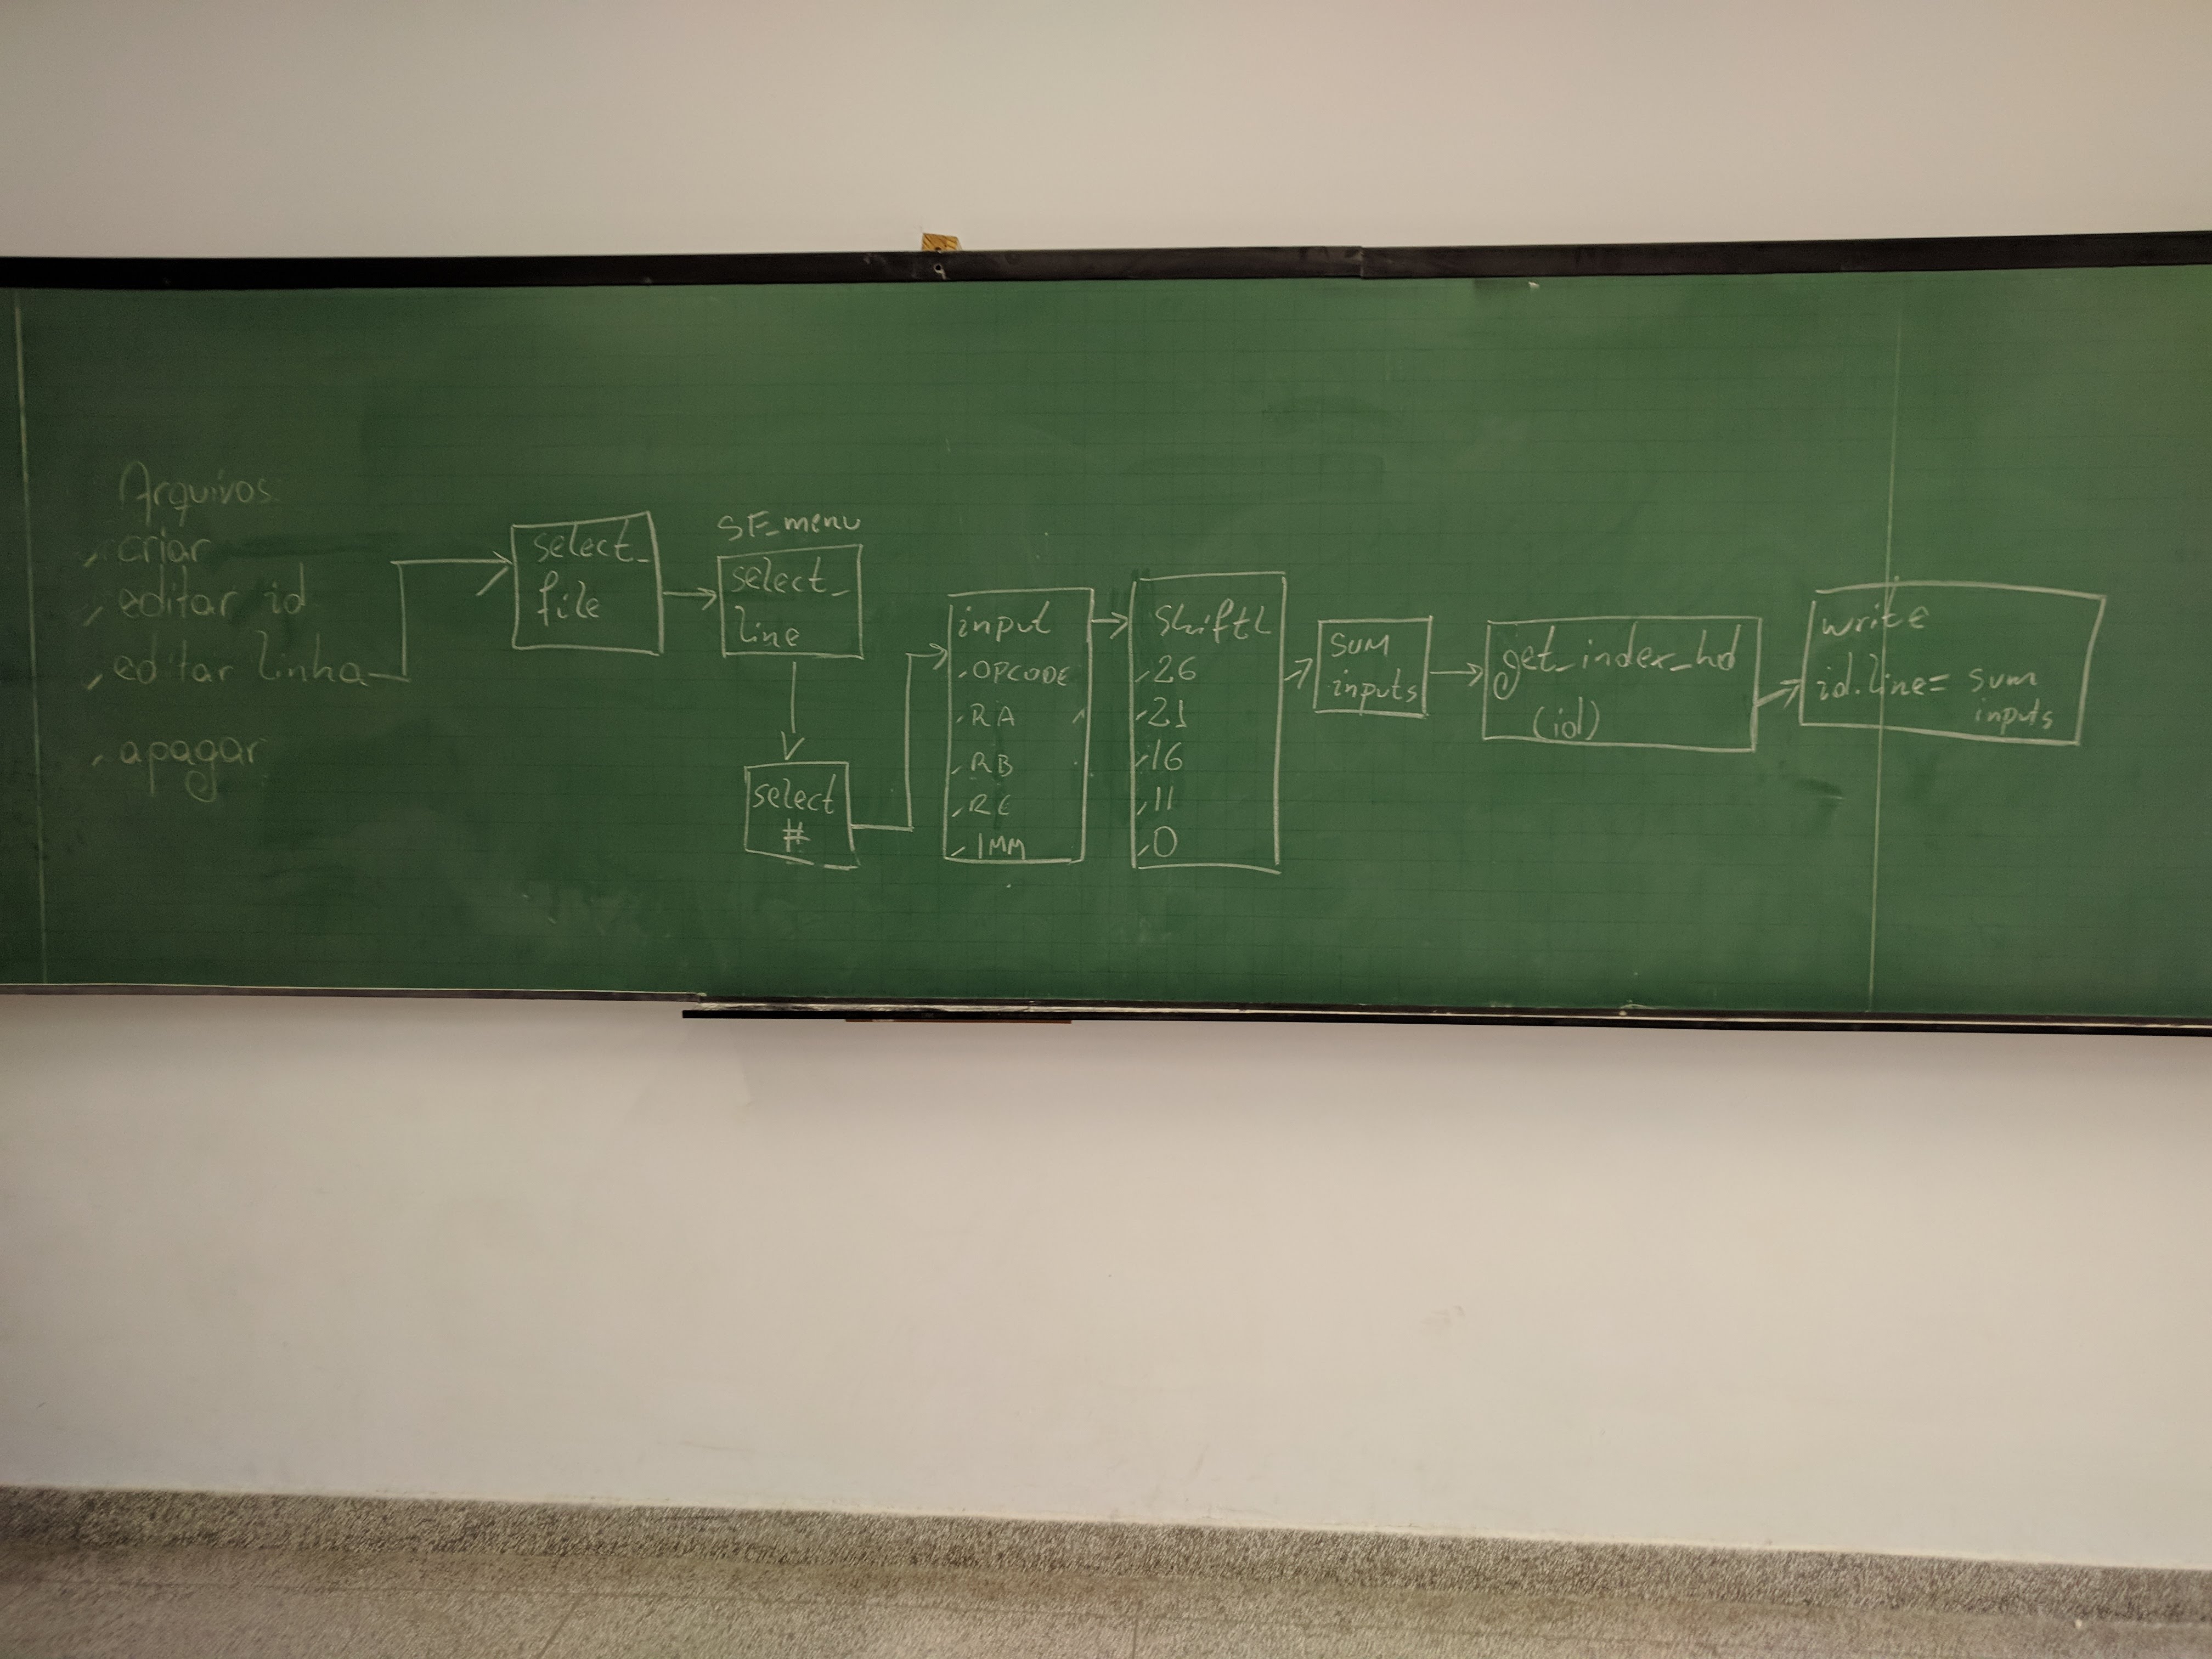 Arquivos:
, criar
, editar id
, editar linha
, apagar
select_
file
SF_menu
select_
line
select
#
input
, OPCODE
, RA
, RB
, RC
, IMM
ShiftL
, 26
, 21
, 16
, 11
, 0
sum
inputs
get_index_hd
(id)
write
id.line = sum
inputs